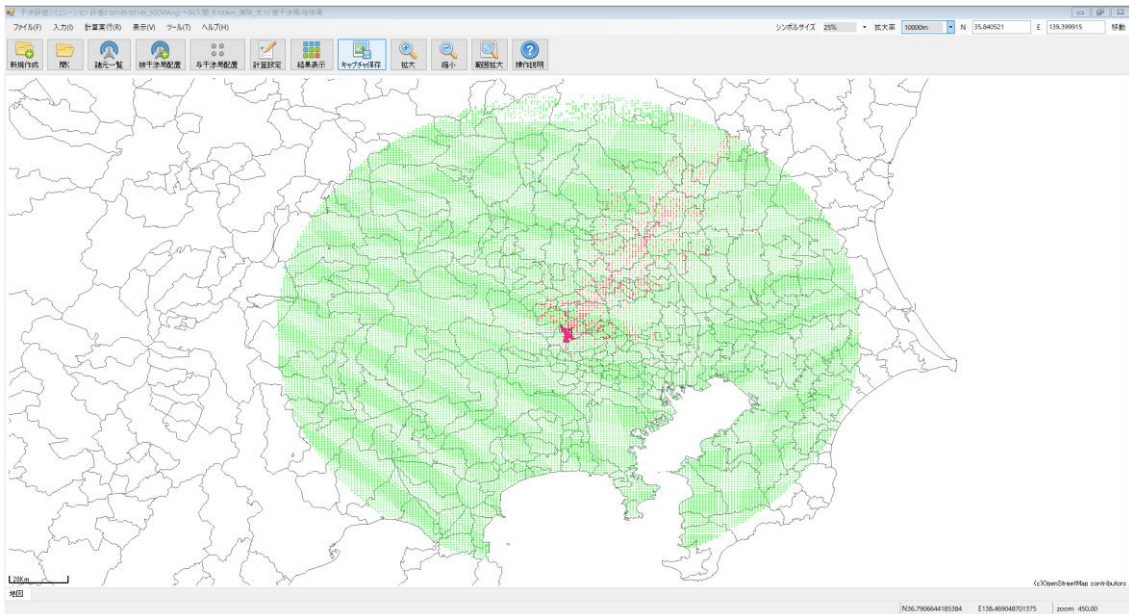 ファイル(F) 入力(I) 計算実行(R) 表示(V) ツール(T) ヘルプ(H) シンボルサイズ 25% 拡大率 10000m N 35.840521 E 139.399915 移動
新規作成 開く 諸元一覧 被干渉局配置 与干渉局配置 計算設定 結果表示 キャプチャ保存 拡大 縮小 範囲拡大 操作説明
20Km
(c)OpenStreetMap contributors
地図
N36.7906644185384 E138.469048701375 zoom 450.00